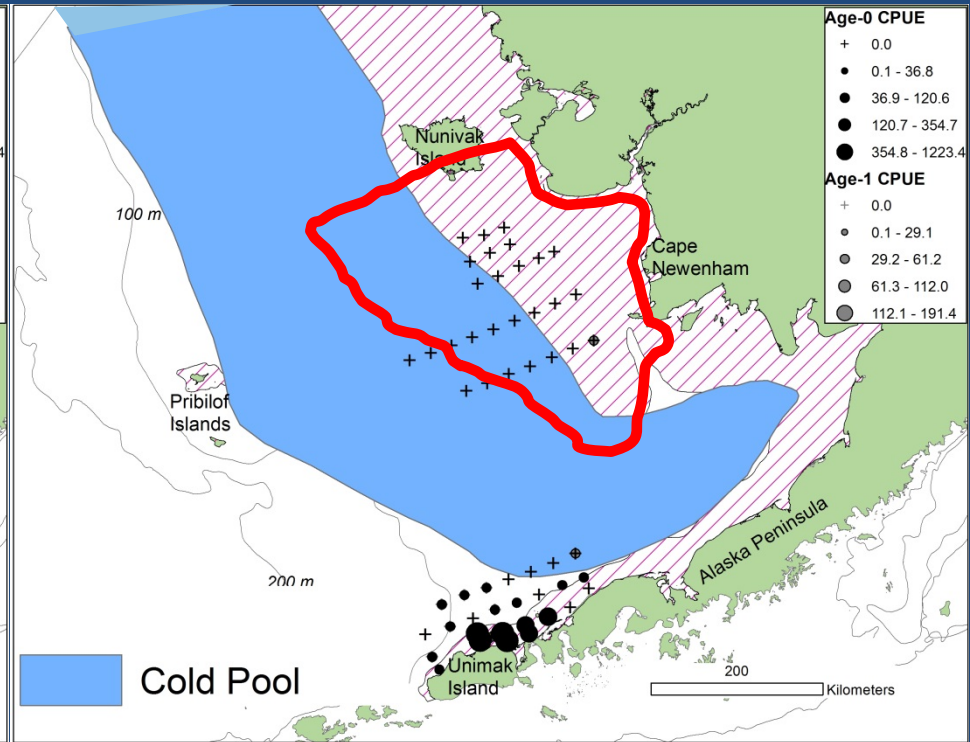 Age-0 CPUE
0.0
0.1 - 36.8
36.9 - 120.6
120.7 - 354.7
354.8 - 1223.4
Age-1 CPUE
0.0
0.1 - 29.1
29.2 - 61.2
61.3 - 112.0
112.1 - 191.4
Nunivak
Island
100 m
Cape
Newenham
4
Pribilof
Islands
Alaska Peninsula
200 m
Unimak
Island
Cold Pool
200
Kilometers